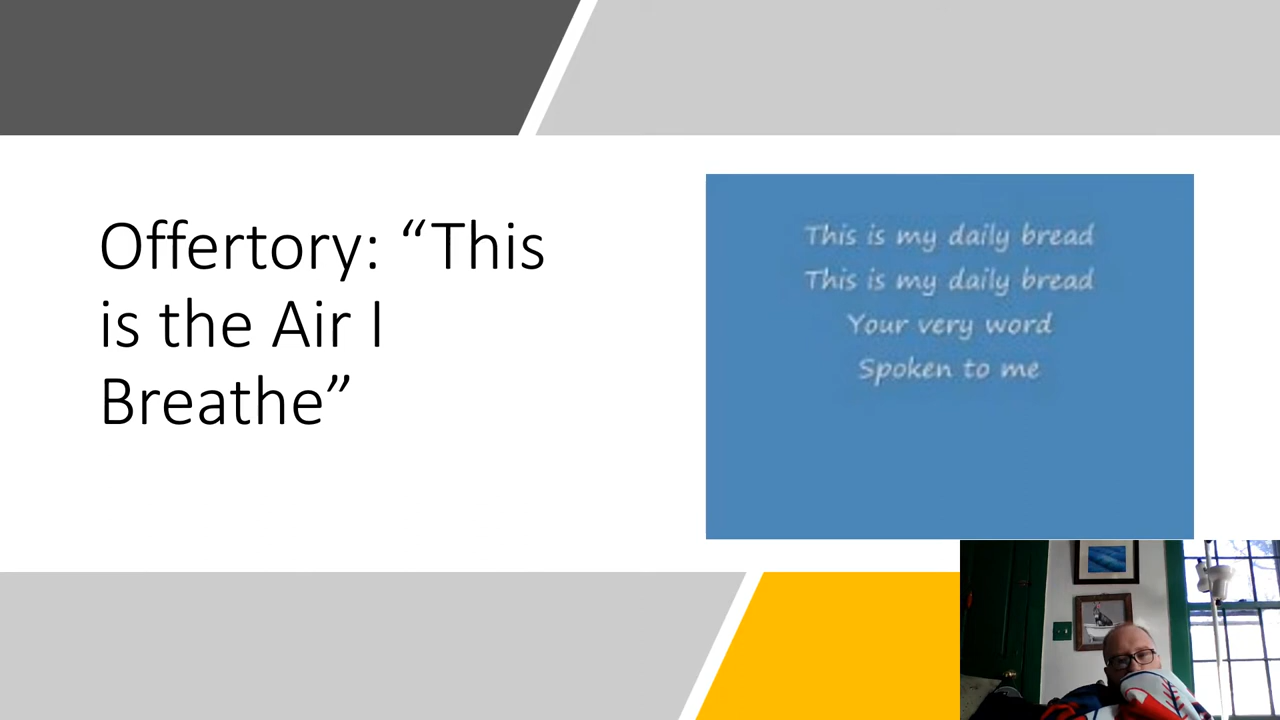 Offertory: “This
is the Air I
Breathe”
This is my daily bread
This is my daily bread
Your very word
Spoken to me